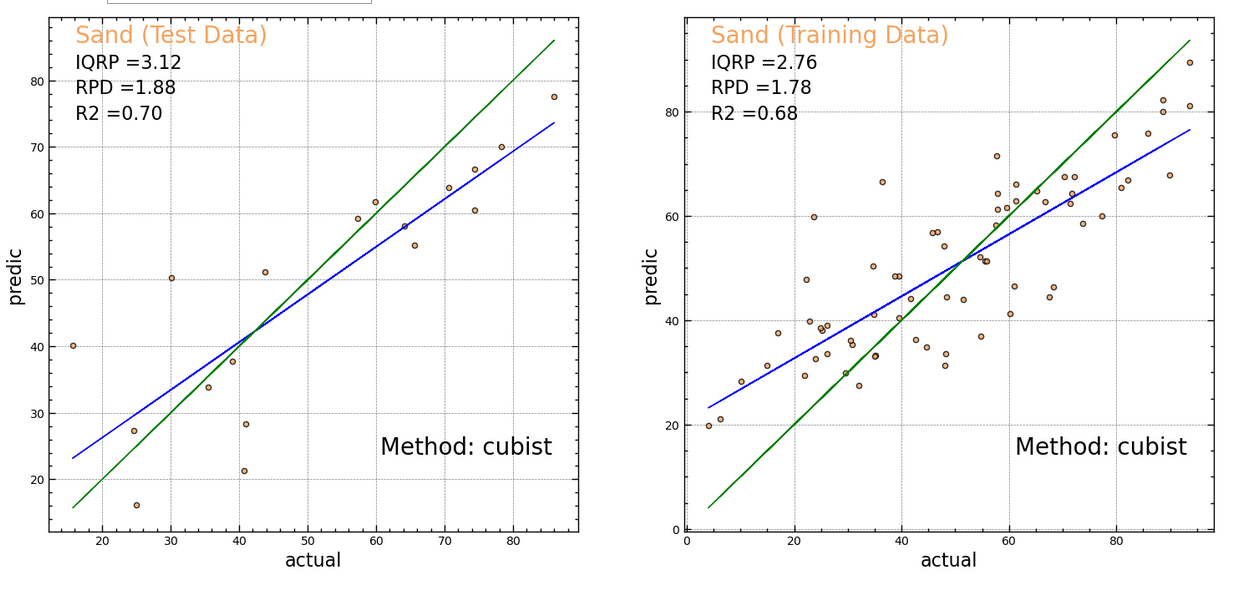 Sand (Test Data)
IQRP =3.12
RPD =1.88
R2 =0.70
80
70
60
50
40
30
20
predic
Method: cubist
20 30 40 50 60 70 80
actual
Sand (Training Data)
IQRP =2.76
RPD =1.78
R2 =0.68
80
60
40
20
0
predic
Method: cubist
0 20 40 60 80
actual